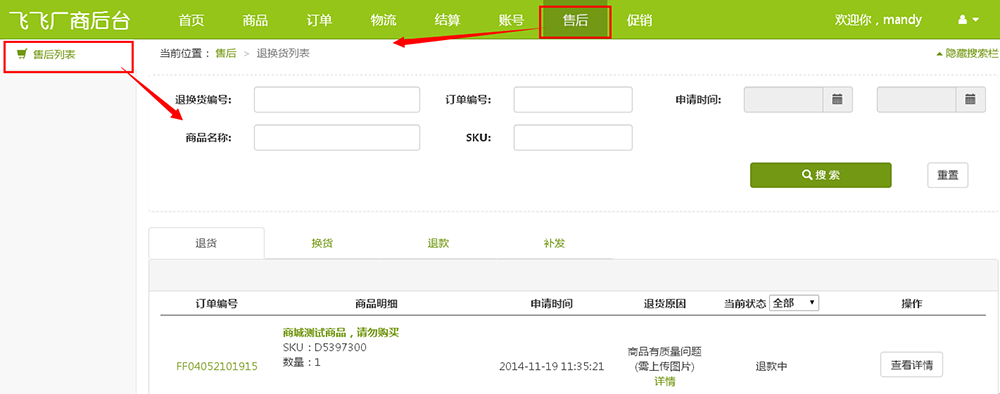 飞飞厂商后台 首页 商品 订单 物流 结算 账号 售后 促销 欢迎你，mandy
售后列表
当前位置： 售后 > 退换货列表 隐藏搜索栏
退换货编号: 订单编号: 申请时间:
商品名称: SKU:
搜 索 重置
退货 换货 退款 补发
订单编号 商品明细 申请时间 退货原因 当前状态 全部 操作
商城测试商品，请勿购买
SKU：D5397300
数量：1
FF04052101915 2014-11-19 11:35:21 商品有质量问题
(需上传图片)
详情
退款中 查看详情